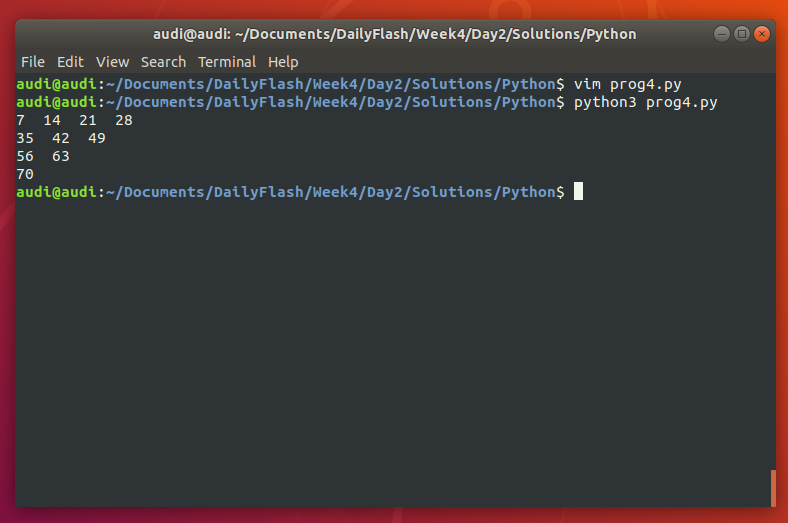 audi@audi: ~/Documents/DailyFlash/Week4/Day2/Solutions/Python
File Edit View Search Terminal Help
audi@audi:~/Documents/DailyFlash/Week4/Day2/Solutions/Python$ vim prog4.py
audi@audi:~/Documents/DailyFlash/Week4/Day2/Solutions/Python$ python3 prog4.py
7  14  21  28
35  42  49
56  63
70
audi@audi:~/Documents/DailyFlash/Week4/Day2/Solutions/Python$